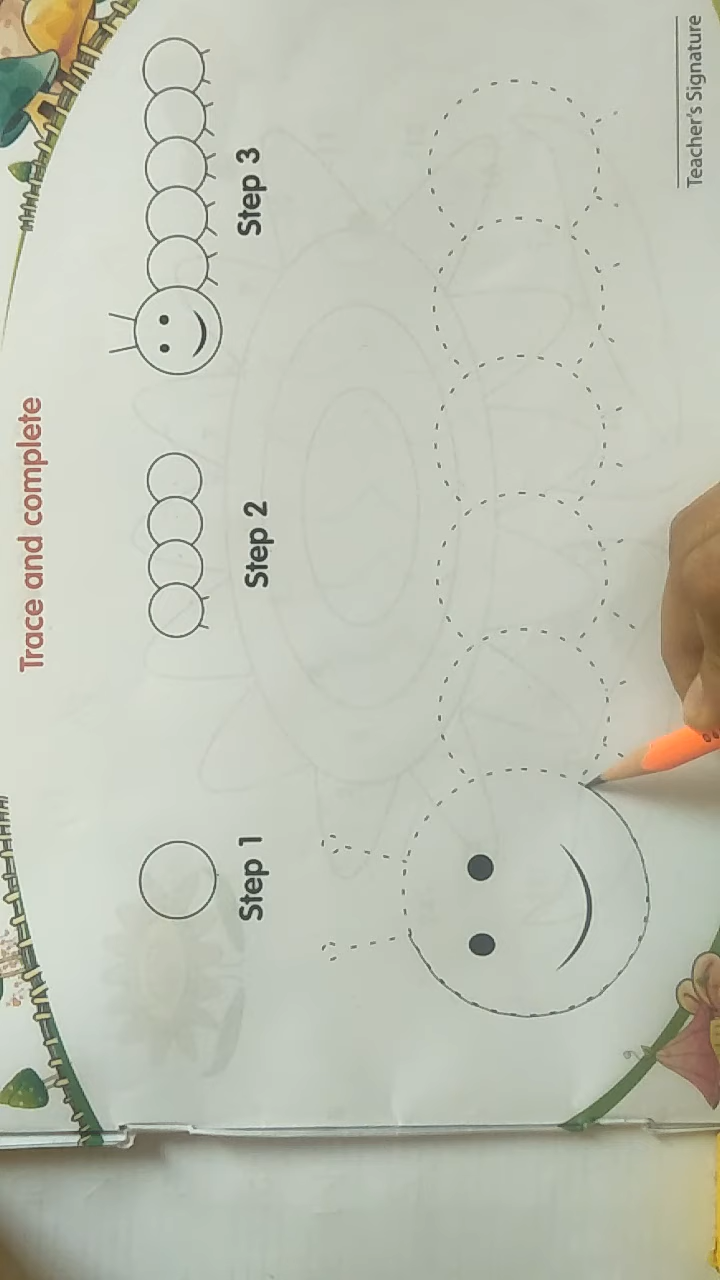 Trace and complete
Step 1
Step 2
Step 3
Teacher's Signature